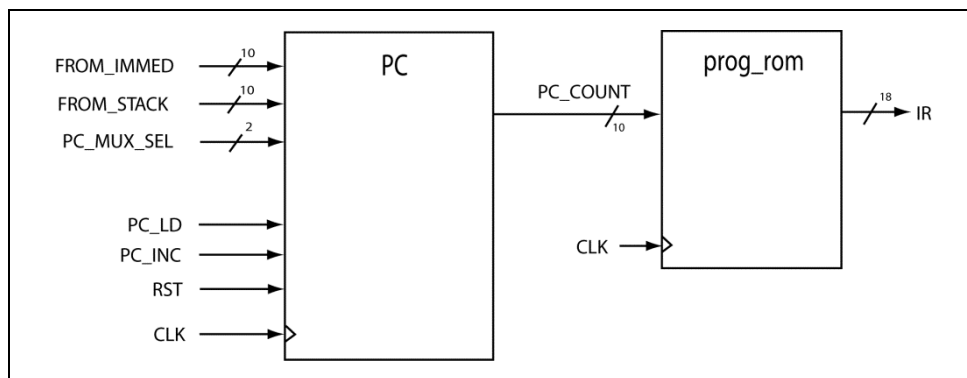 10
FROM_IMMED
PC
prog_rom
10
FROM_STACK
PC_COUNT
18
IR
2
PC_MUX_SEL
10
PC_LD
PC_INC
CLK
RST
CLK